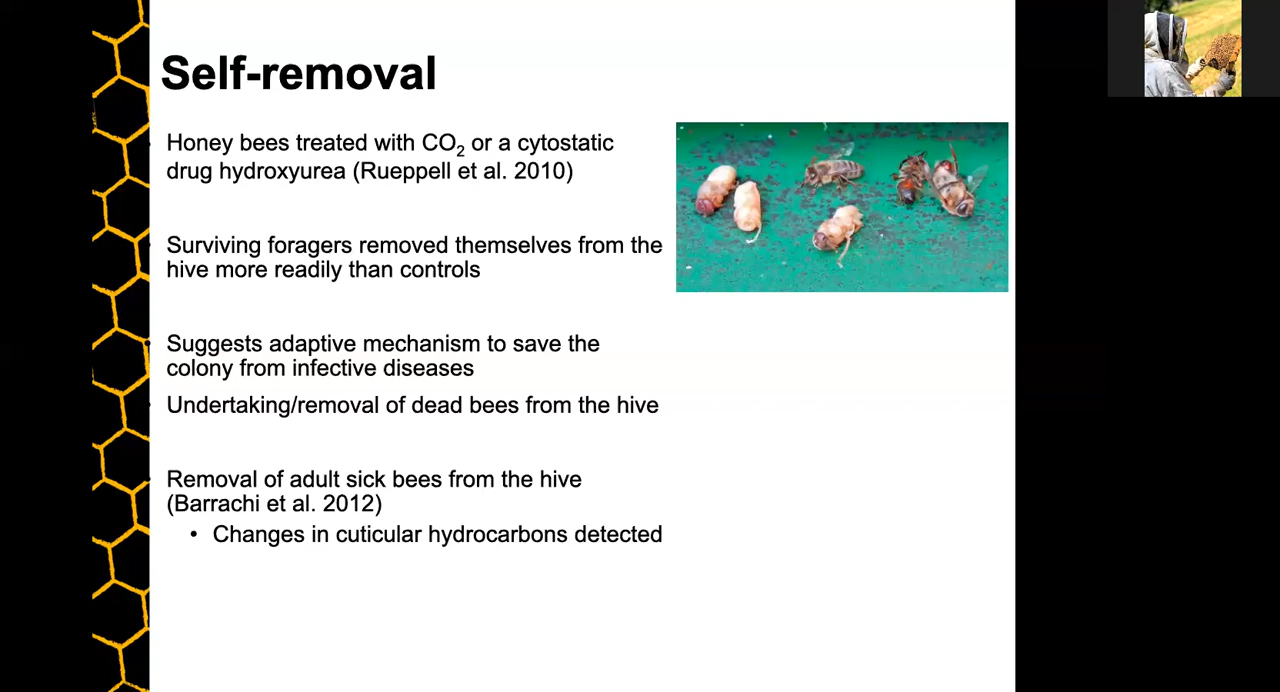 Self-removal
Honey bees treated with CO₂ or a cytostatic
drug hydroxyurea (Rueppell et al. 2010)
Surviving foragers removed themselves from the
hive more readily than controls
Suggests adaptive mechanism to save the
colony from infective diseases
Undertaking/removal of dead bees from the hive
Removal of adult sick bees from the hive
(Barrachi et al. 2012)
• Changes in cuticular hydrocarbons detected